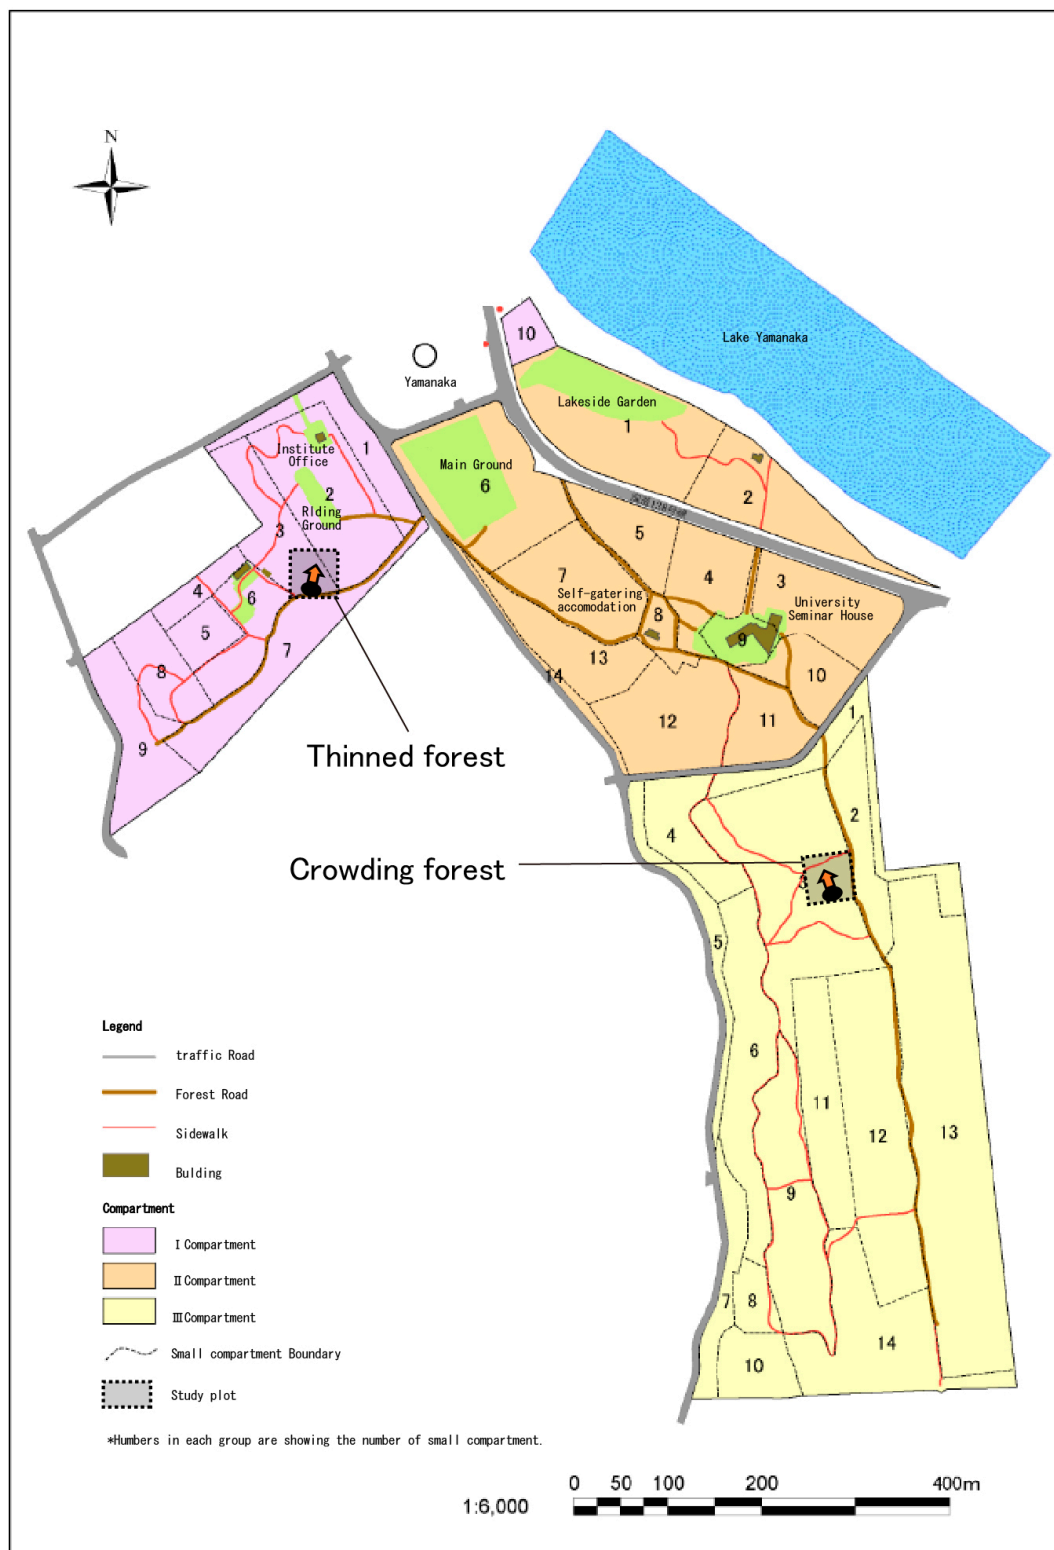 N
Lake Yamanaka
10
Yamanaka
Lakeside Garden
1
Institute
Office
1
Main Ground
6
2
2
Riding
Ground
3
5
7
4
3
Self-gatering
accomodation
University
Seminar House
4
6
5
8
9
7
13
14
10
8
12
11
1
9
Thinned forest
2
4
Crowding forest
5
6
11
12
13
9
7
8
14
10
Legend
traffic Road
Forest Road
Sidewalk
Bulding
Compartment
I Compartment
II Compartment
III Compartment
Small compartment Boundary
Study plot
*Humbers in each group are showing the number of small compartment.
1:6,000
0 50 100 200 400m